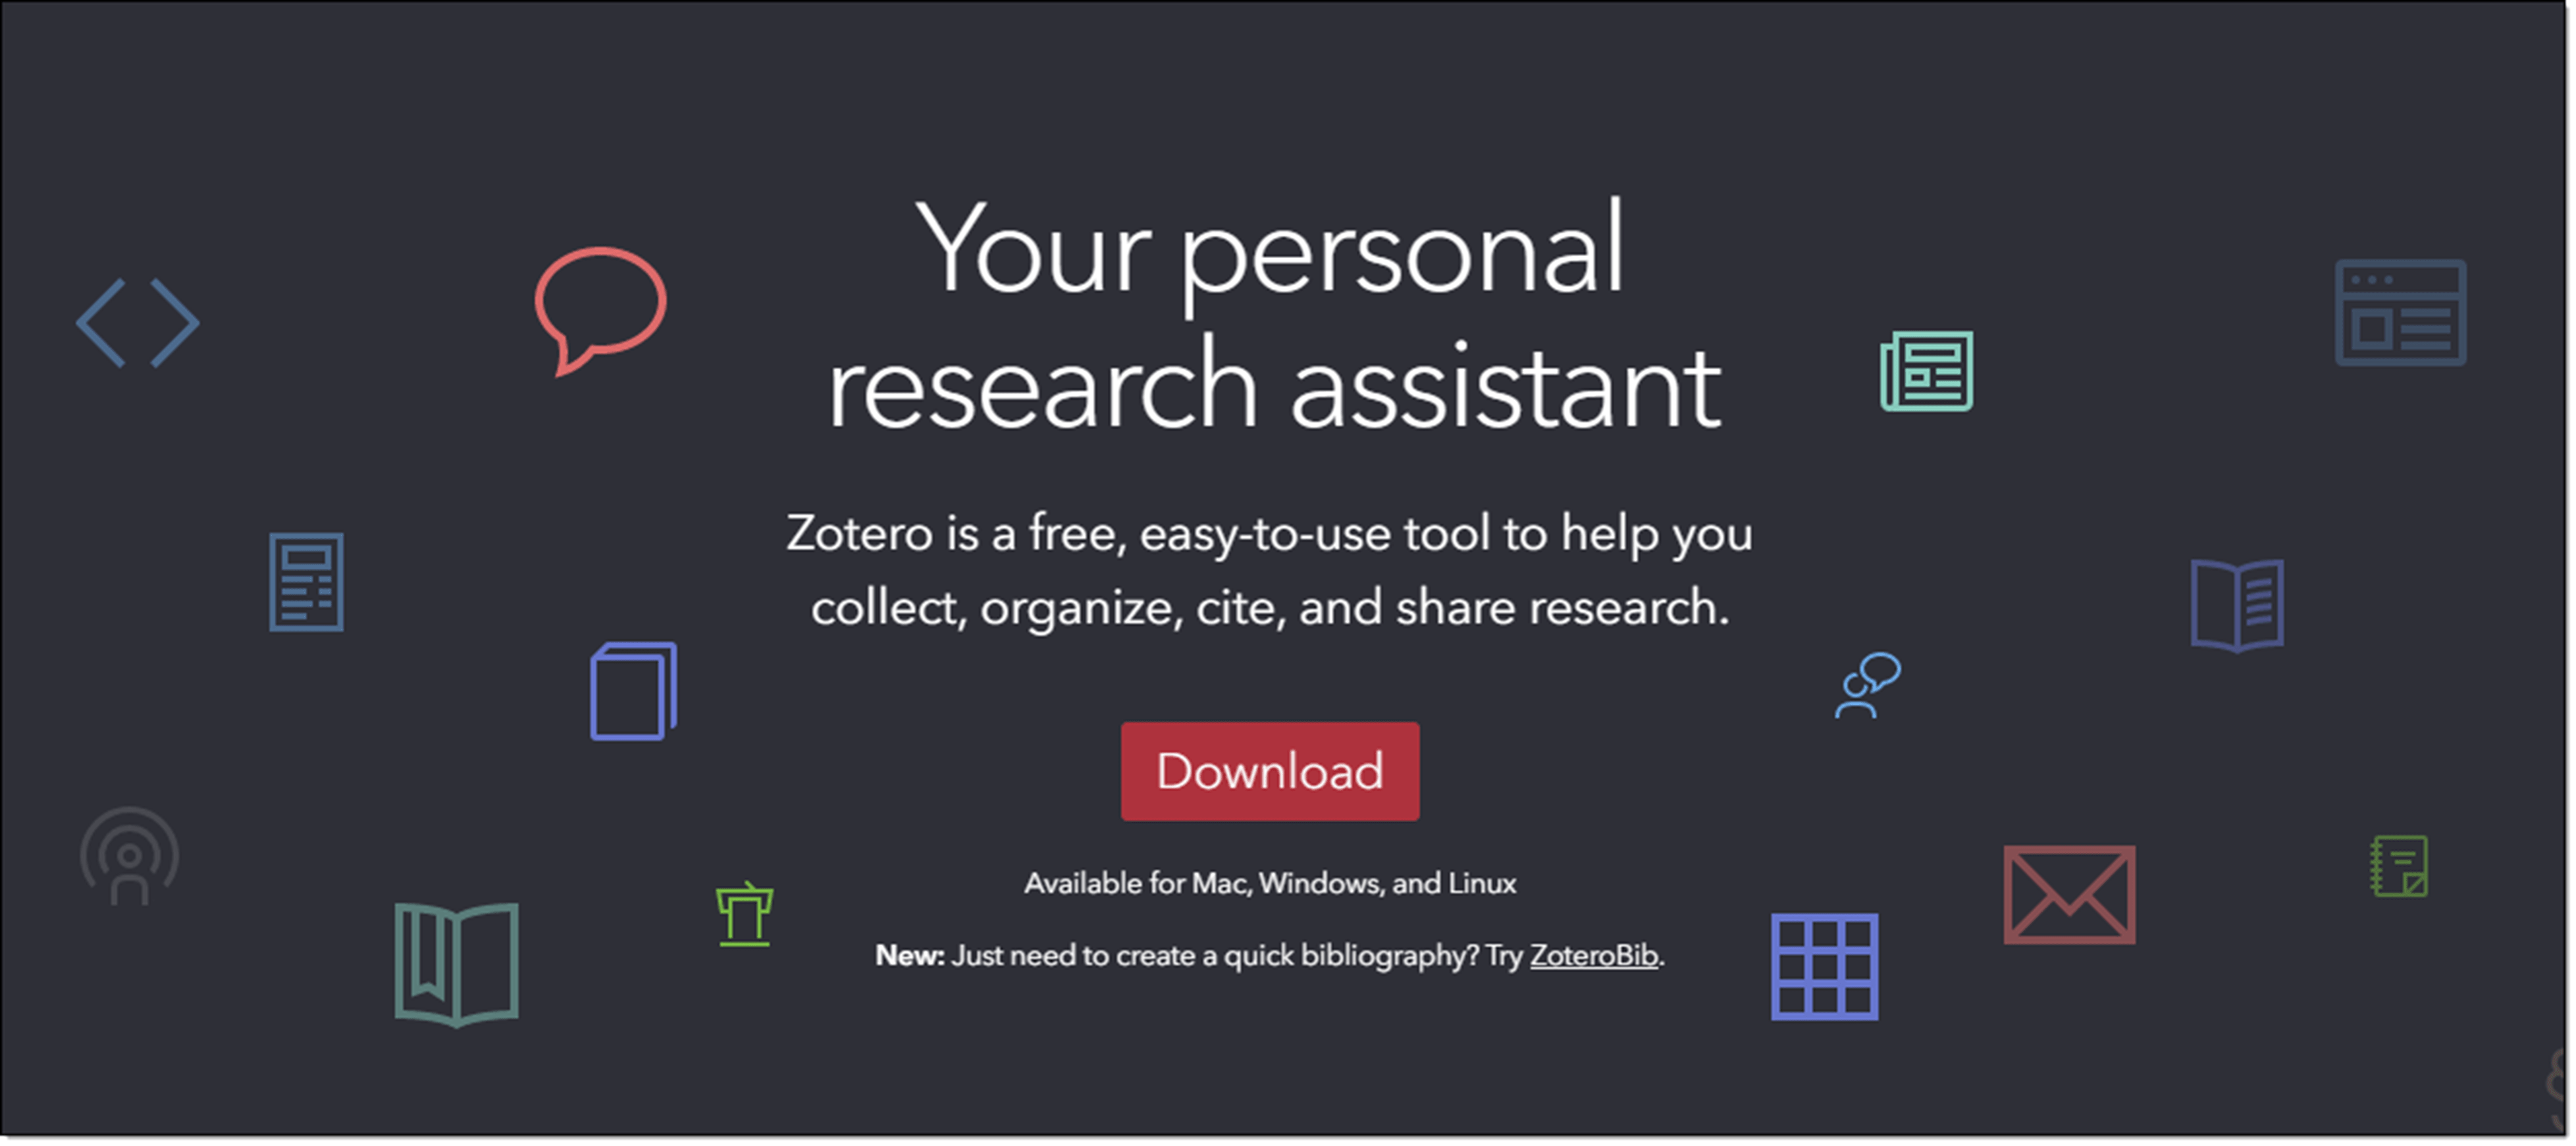 Your personal
research assistant
Zotero is a free, easy-to-use tool to help you
collect, organize, cite, and share research.
Download
Available for Mac, Windows, and Linux
New: Just need to create a quick bibliography? Try ZoteroBib.